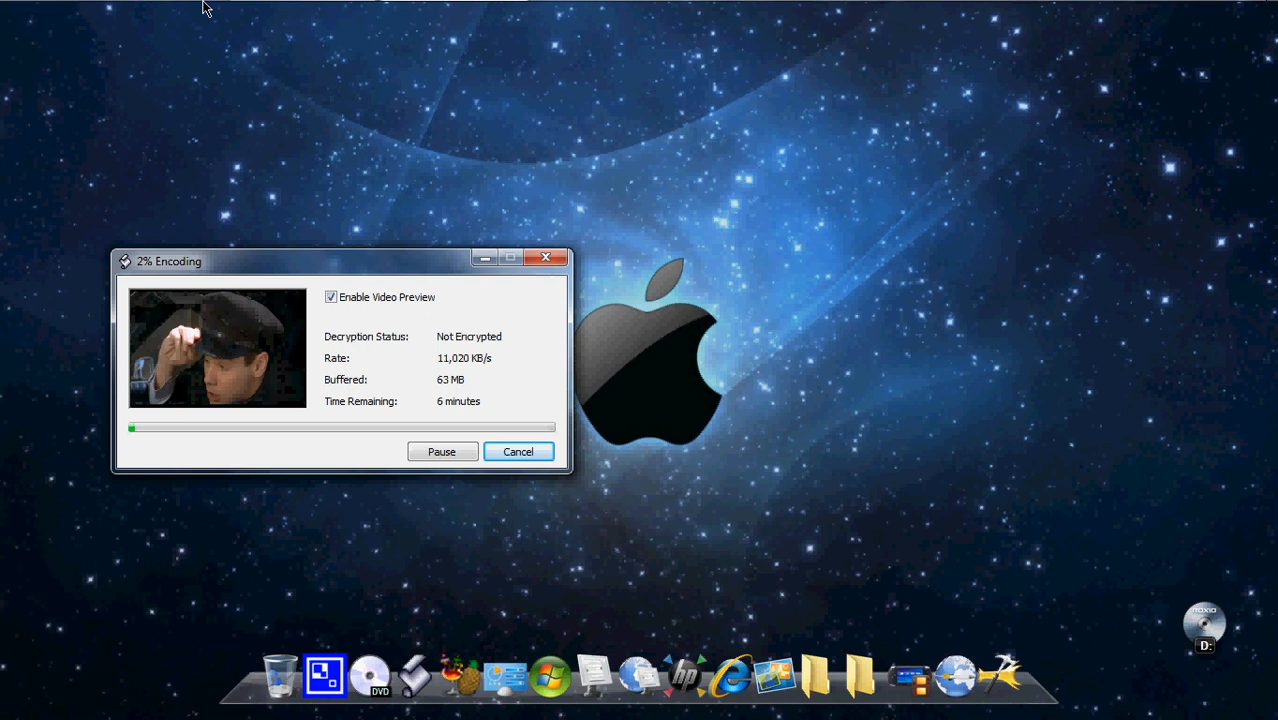 2% Encoding
Enable Video Preview
Decryption Status: Not Encrypted
Rate: 11,020 KB/s
Buffered: 63 MB
Time Remaining: 6 minutes
Pause Cancel
D:
DVD
hp